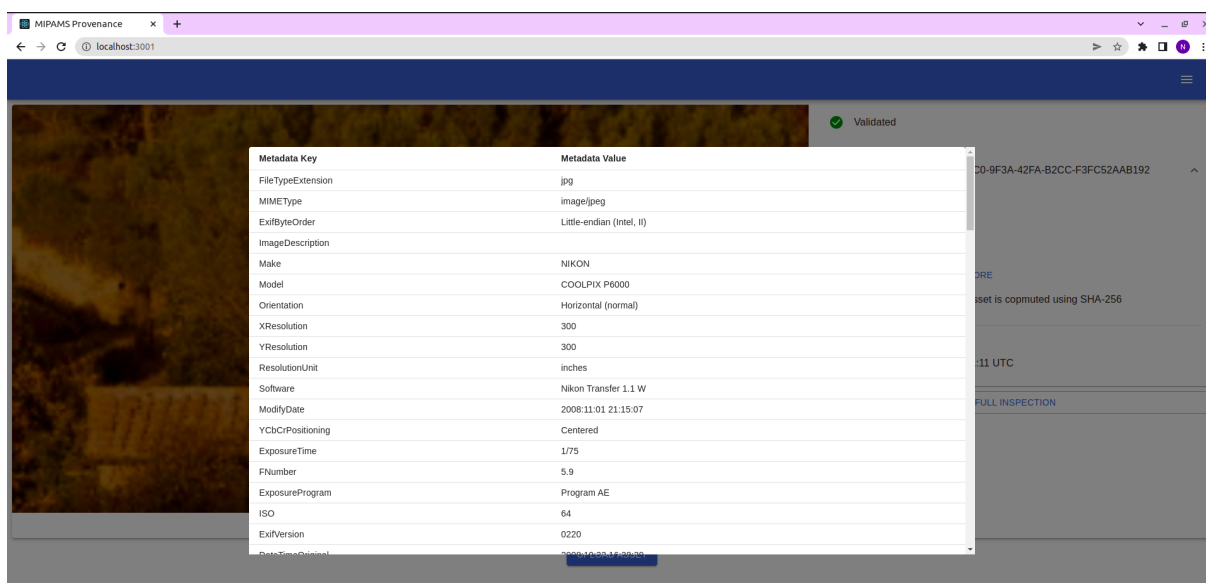 MIPAMS Provenance
localhost:3001
N
Validated
C0-9F3A-42FA-B2CC-F3FC52AAB192
Metadata Key Metadata Value
FileTypeExtension jpg
MIMEType image/jpeg
ExifByteOrder Little-endian (Intel, II)
ImageDescription
Make NIKON
Model COOLPIX P6000
ORE
Orientation Horizontal (normal)
sset is copmuted using SHA-256
XResolution 300
YResolution 300
ResolutionUnit inches
:11 UTC
Software Nikon Transfer 1.1 W
ModifyDate 2008:11:01 21:15:07
FULL INSPECTION
YCbCrPositioning Centered
ExposureTime 1/75
FNumber 5.9
ExposureProgram Program AE
ISO 64
ExifVersion 0220
DateTimeOriginal